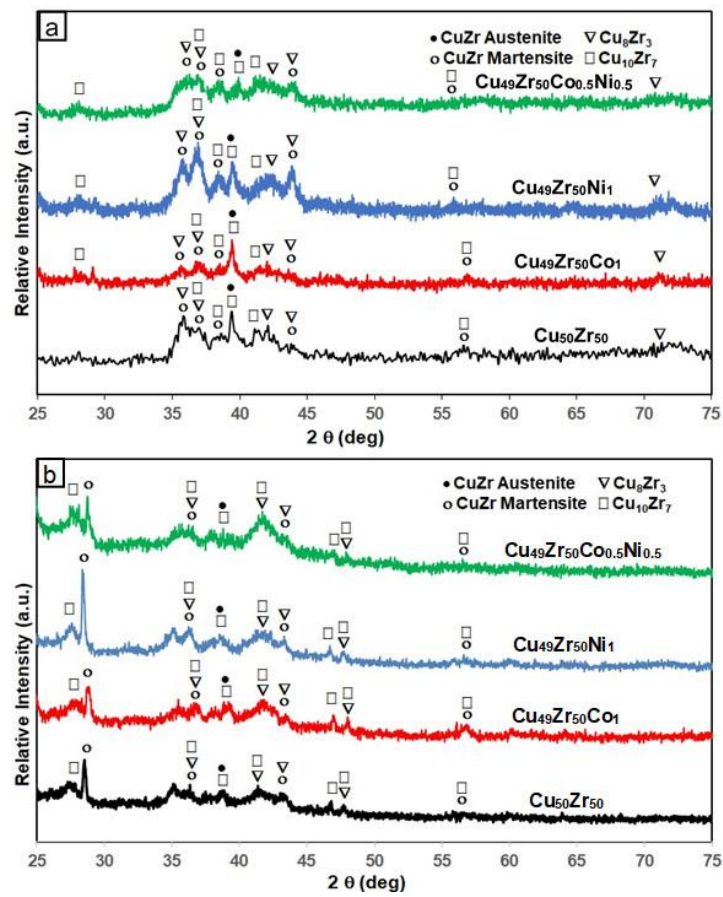 a
● CuZr Austenite ▽ Cu₈Zr₃
○ CuZr Martensite □ Cu₁₀Zr₇
Cu₄₉Zr₅₀Co₀.₅Ni₀.₅
Cu₄₉Zr₅₀Ni₁
Cu₄₉Zr₅₀Co₁
Cu₅₀Zr₅₀
Relative Intensity (a.u.)
25 30 35 40 45 50 55 60 65 70 75
2 θ (deg)
b
● CuZr Austenite ▽ Cu₈Zr₃
○ CuZr Martensite □ Cu₁₀Zr₇
Cu₄₉Zr₅₀Co₀.₅Ni₀.₅
Cu₄₉Zr₅₀Ni₁
Cu₄₉Zr₅₀Co₁
Cu₅₀Zr₅₀
Relative Intensity (a.u.)
25 30 35 40 45 50 55 60 65 70 75
2 θ (deg)